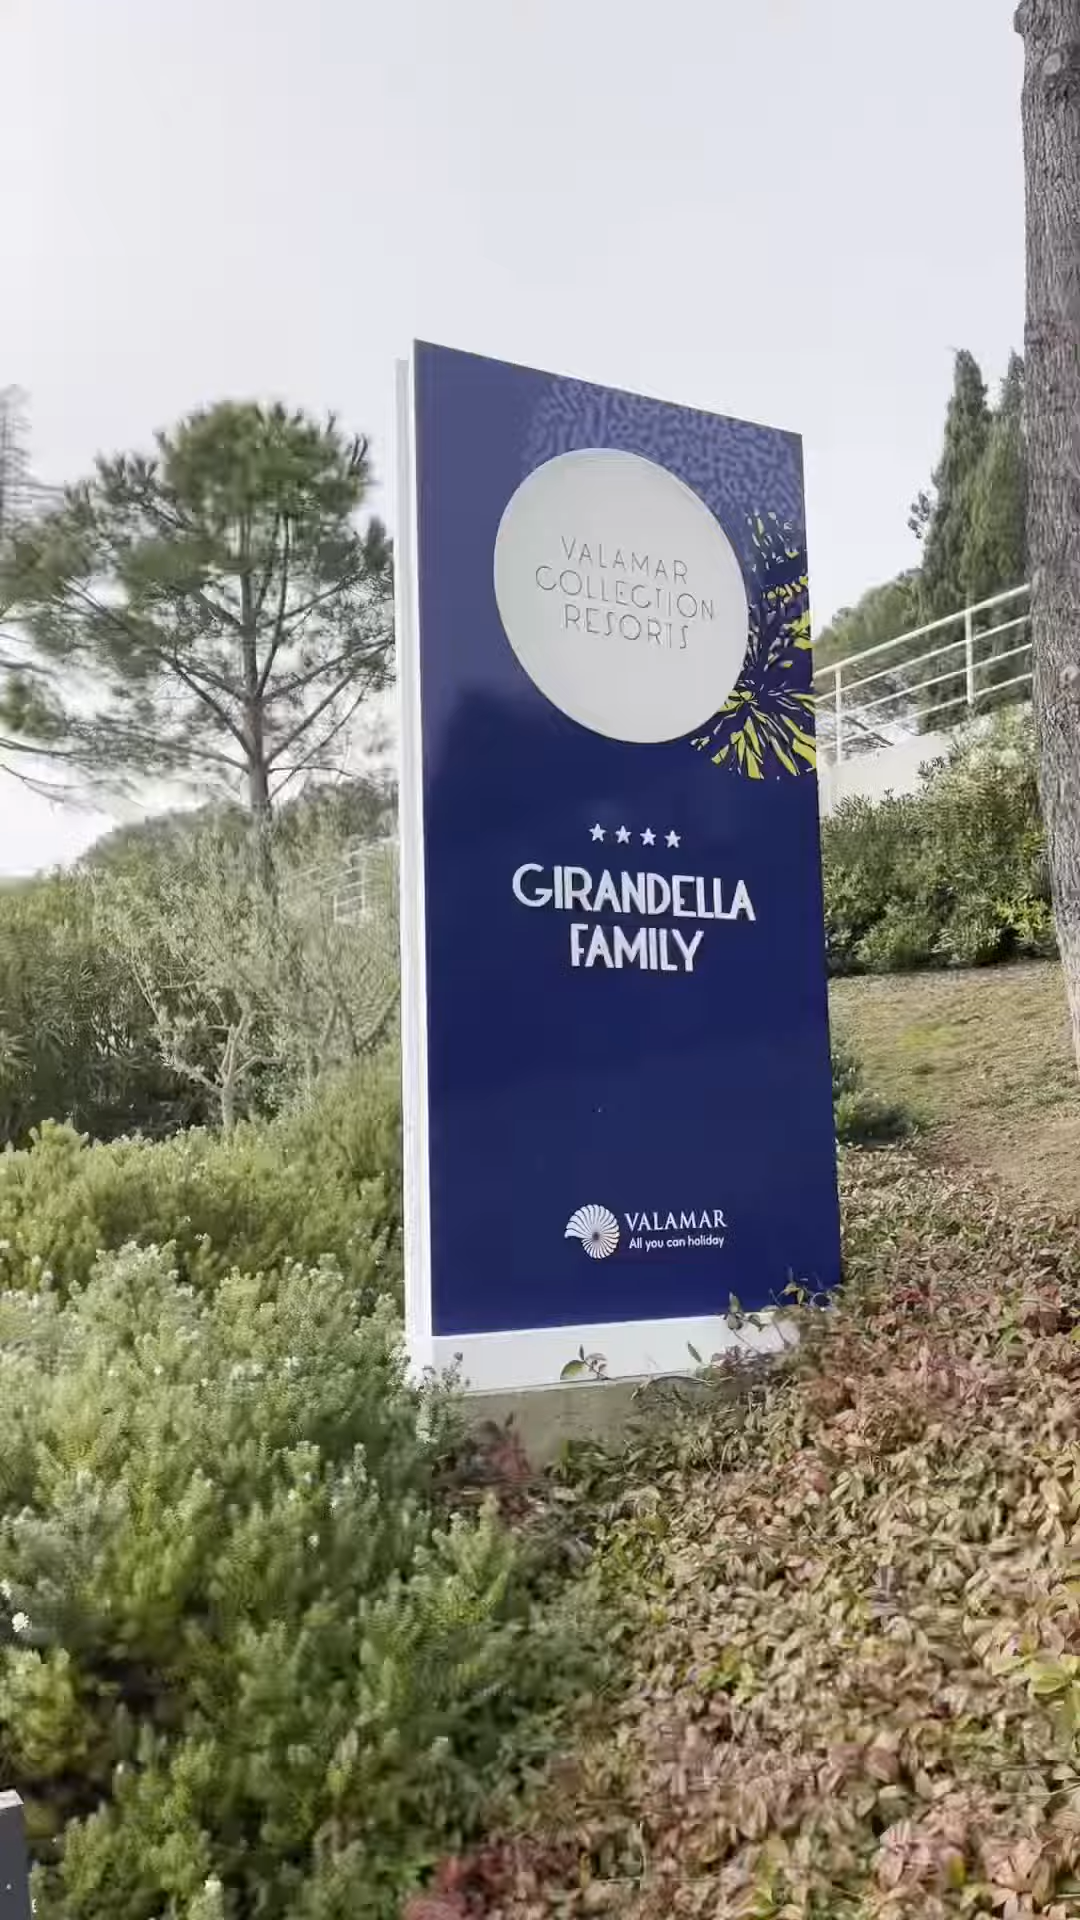 VALAMAR
COLLECTION
RESORTS
GIRANDELLA
FAMILY
VALAMAR
All you can holiday